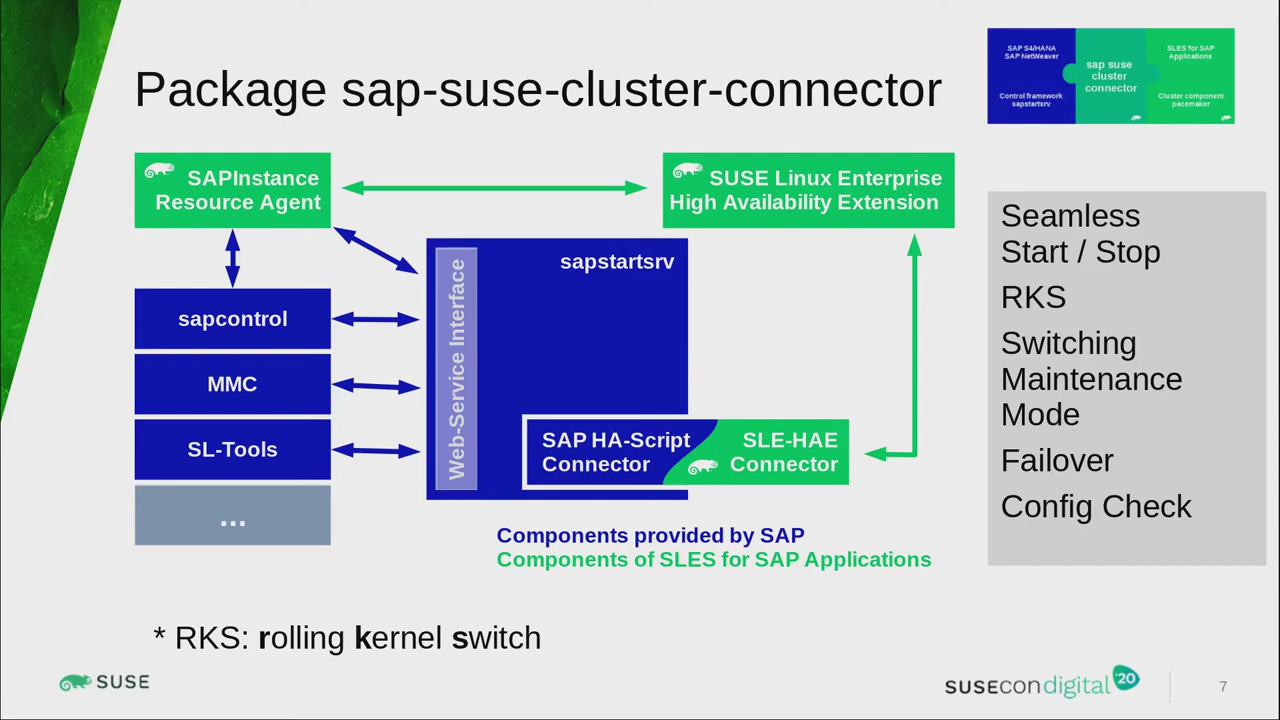 Package sap-suse-cluster-connector
SAP S4/HANA
SAP NetWeaver
Control framework
sapstartsrv
sap suse
cluster
connector
SLES for SAP
Applications
Cluster component
pacemaker
SAPInstance
Resource Agent
SUSE Linux Enterprise
High Availability Extension
sapcontrol
MMC
SL-Tools
...
Web-Service Interface
sapstartsrv
SAP HA-Script
Connector
SLE-HAE
Connector
Components provided by SAP
Components of SLES for SAP Applications
Seamless
Start / Stop
RKS
Switching
Maintenance
Mode
Failover
Config Check
* RKS: rolling kernel switch
SUSE
SUSECON digital '20
7